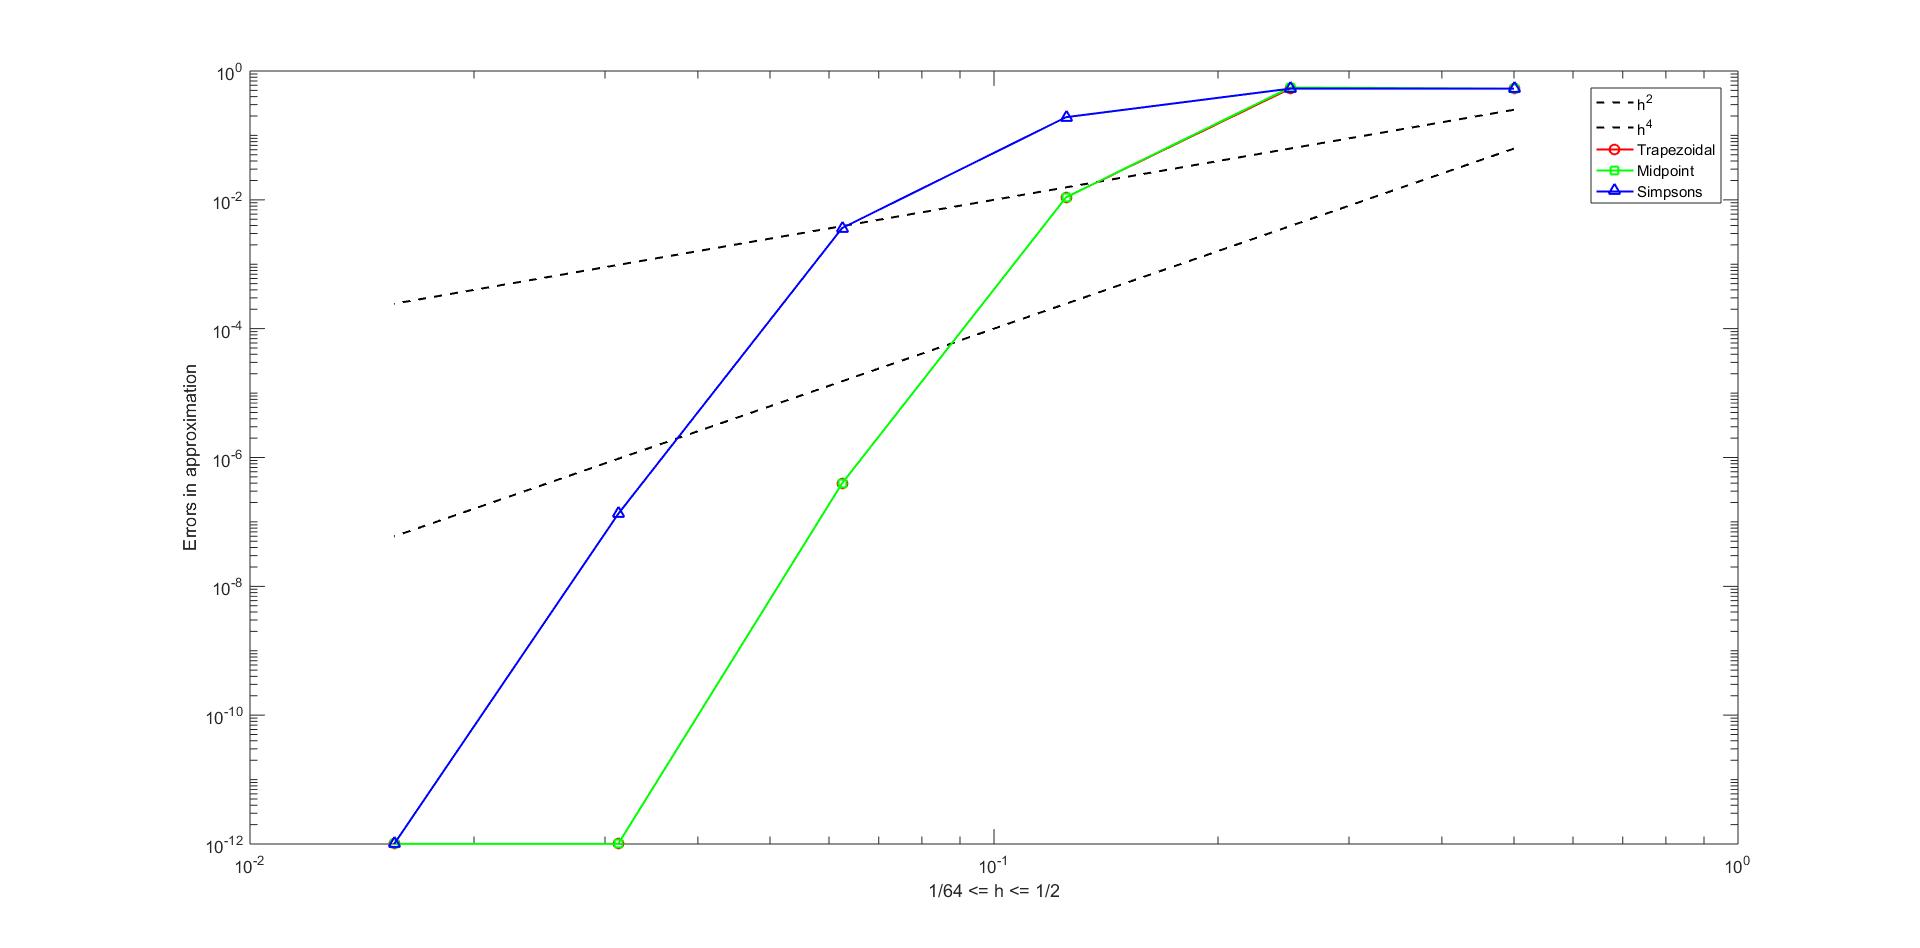 10^0
10^-2
10^-4
10^-6
10^-8
10^-10
10^-12
Errors in approximation
h^2
h^4
Trapezoidal
Midpoint
Simpsons
10^-2
10^-1
10^0
1/64 <= h <= 1/2